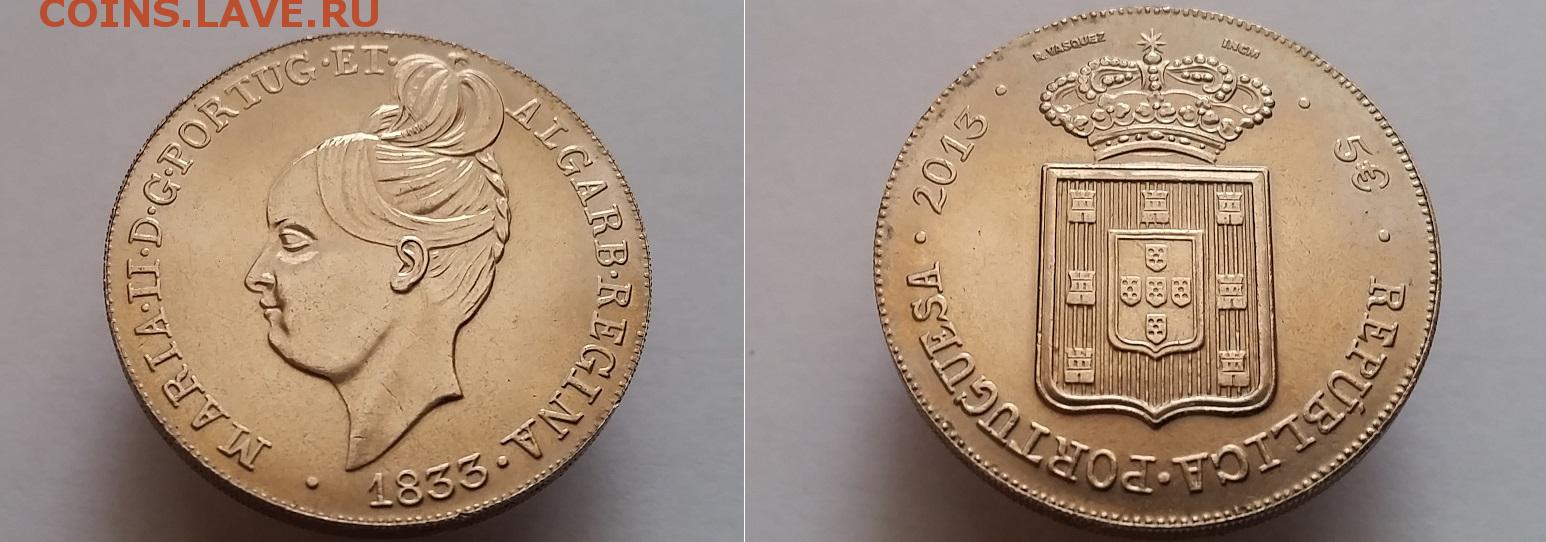 COINS.LAVE.RU
MARIA·II·D·G·PORTUG·ET·ALGARB·REGINA·
· 1833
R. VASQUEZ
INCM
· 2013 ·
· 5€ ·
REPÚBLICA·PORTUGUESA